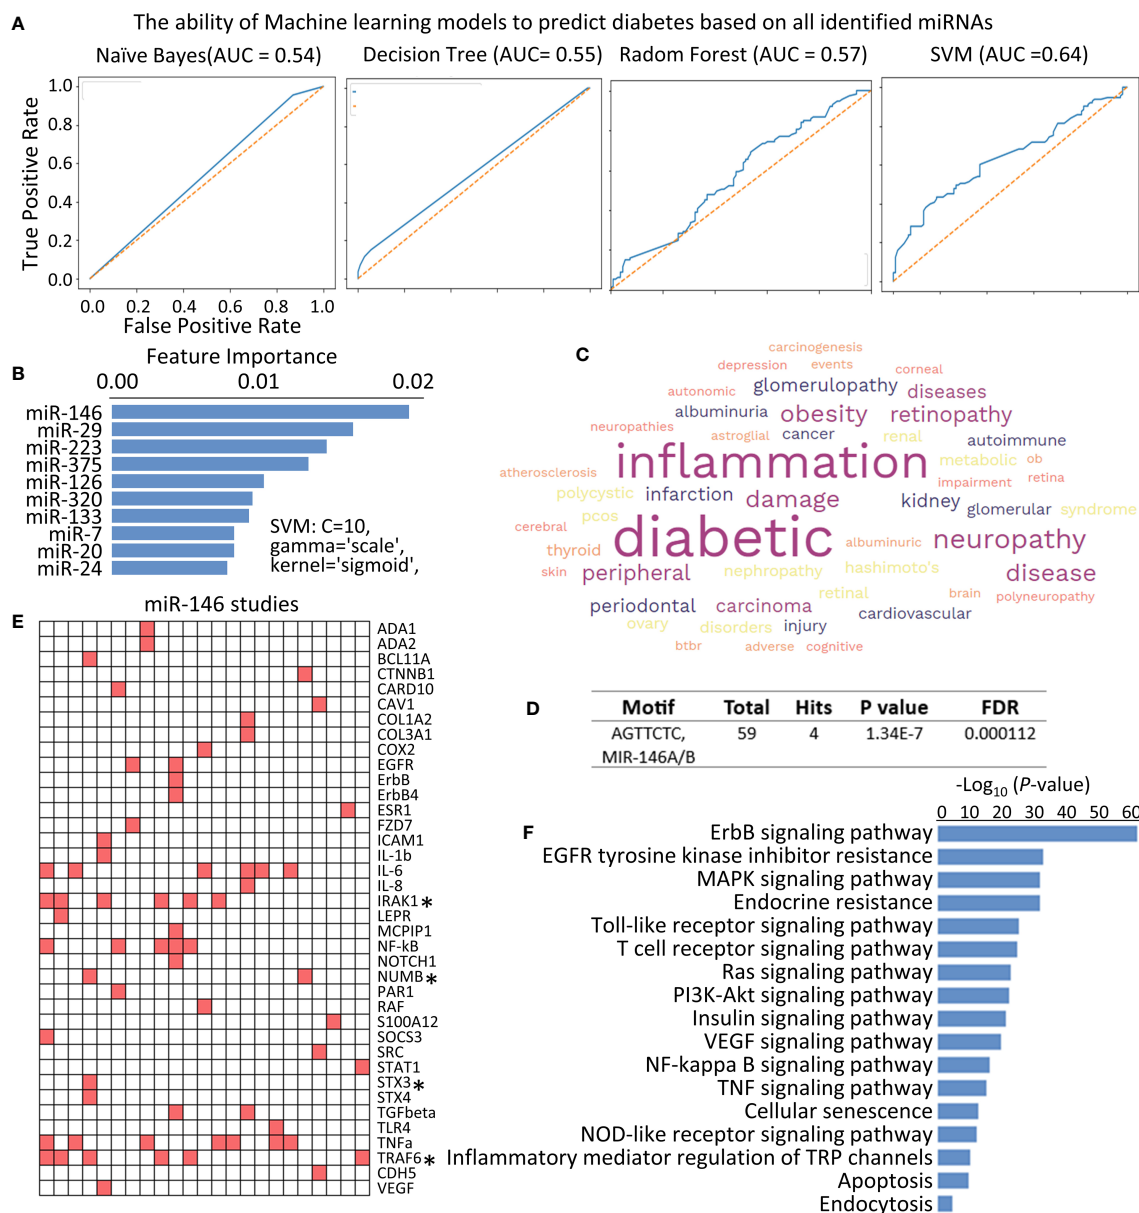 A
The ability of Machine learning models to predict diabetes based on all identified miRNAs
Naïve Bayes(AUC = 0.54)
Decision Tree (AUC= 0.55)
Radom Forest (AUC = 0.57)
SVM (AUC =0.64)
True Positive Rate
1.0
0.8
0.6
0.4
0.2
0.0
0.0 0.2 0.4 0.6 0.8 1.0
False Positive Rate
B
Feature Importance
0.00 0.01 0.02
miR-146
miR-29
miR-223
miR-375
miR-126
miR-320
miR-133
miR-7
miR-20
miR-24
SVM: C=10,
gamma='scale',
kernel='sigmoid',
C
carcinogenesis
depression events corneal
autonomic glomerulopathy diseases
albuminuria obesity retinopathy
neuropathies astroglial cancer renal autoimmune
inflammation metabolic ob
atherosclerosis impairment retina
polycystic infarction damage kidney glomerular syndrome
pcos
cerebral diabetic albuminuric neuropathy
thyroid
skin peripheral nephropathy hashimoto's disease
retinal brain polyneuropathy
periodontal carcinoma cardiovascular
ovary disorders injury
btbr adverse cognitive
D
Motif Total Hits P value FDR
AGTTCTC, 59 4 1.34E-7 0.000112
MIR-146A/B
E
miR-146 studies
ADA1
ADA2
BCL11A
CTNNB1
CARD10
CAV1
COL1A2
COL3A1
COX2
EGFR
ErbB
ErbB4
ESR1
FZD7
ICAM1
IL-1b
IL-6
IL-8
IRAK1*
LEPR
MCPIP1
NF-kB
NOTCH1
NUMB*
PAR1
RAF
S100A12
SOCS3
SRC
STAT1
STX3*
STX4
TGFbeta
TLR4
TNFa
TRAF6*
CDH5
VEGF
F
-Log10 (P-value)
0 10 20 30 40 50 60
ErbB signaling pathway
EGFR tyrosine kinase inhibitor resistance
MAPK signaling pathway
Endocrine resistance
Toll-like receptor signaling pathway
T cell receptor signaling pathway
Ras signaling pathway
PI3K-Akt signaling pathway
Insulin signaling pathway
VEGF signaling pathway
NF-kappa B signaling pathway
TNF signaling pathway
Cellular senescence
NOD-like receptor signaling pathway
Inflammatory mediator regulation of TRP channels
Apoptosis
Endocytosis